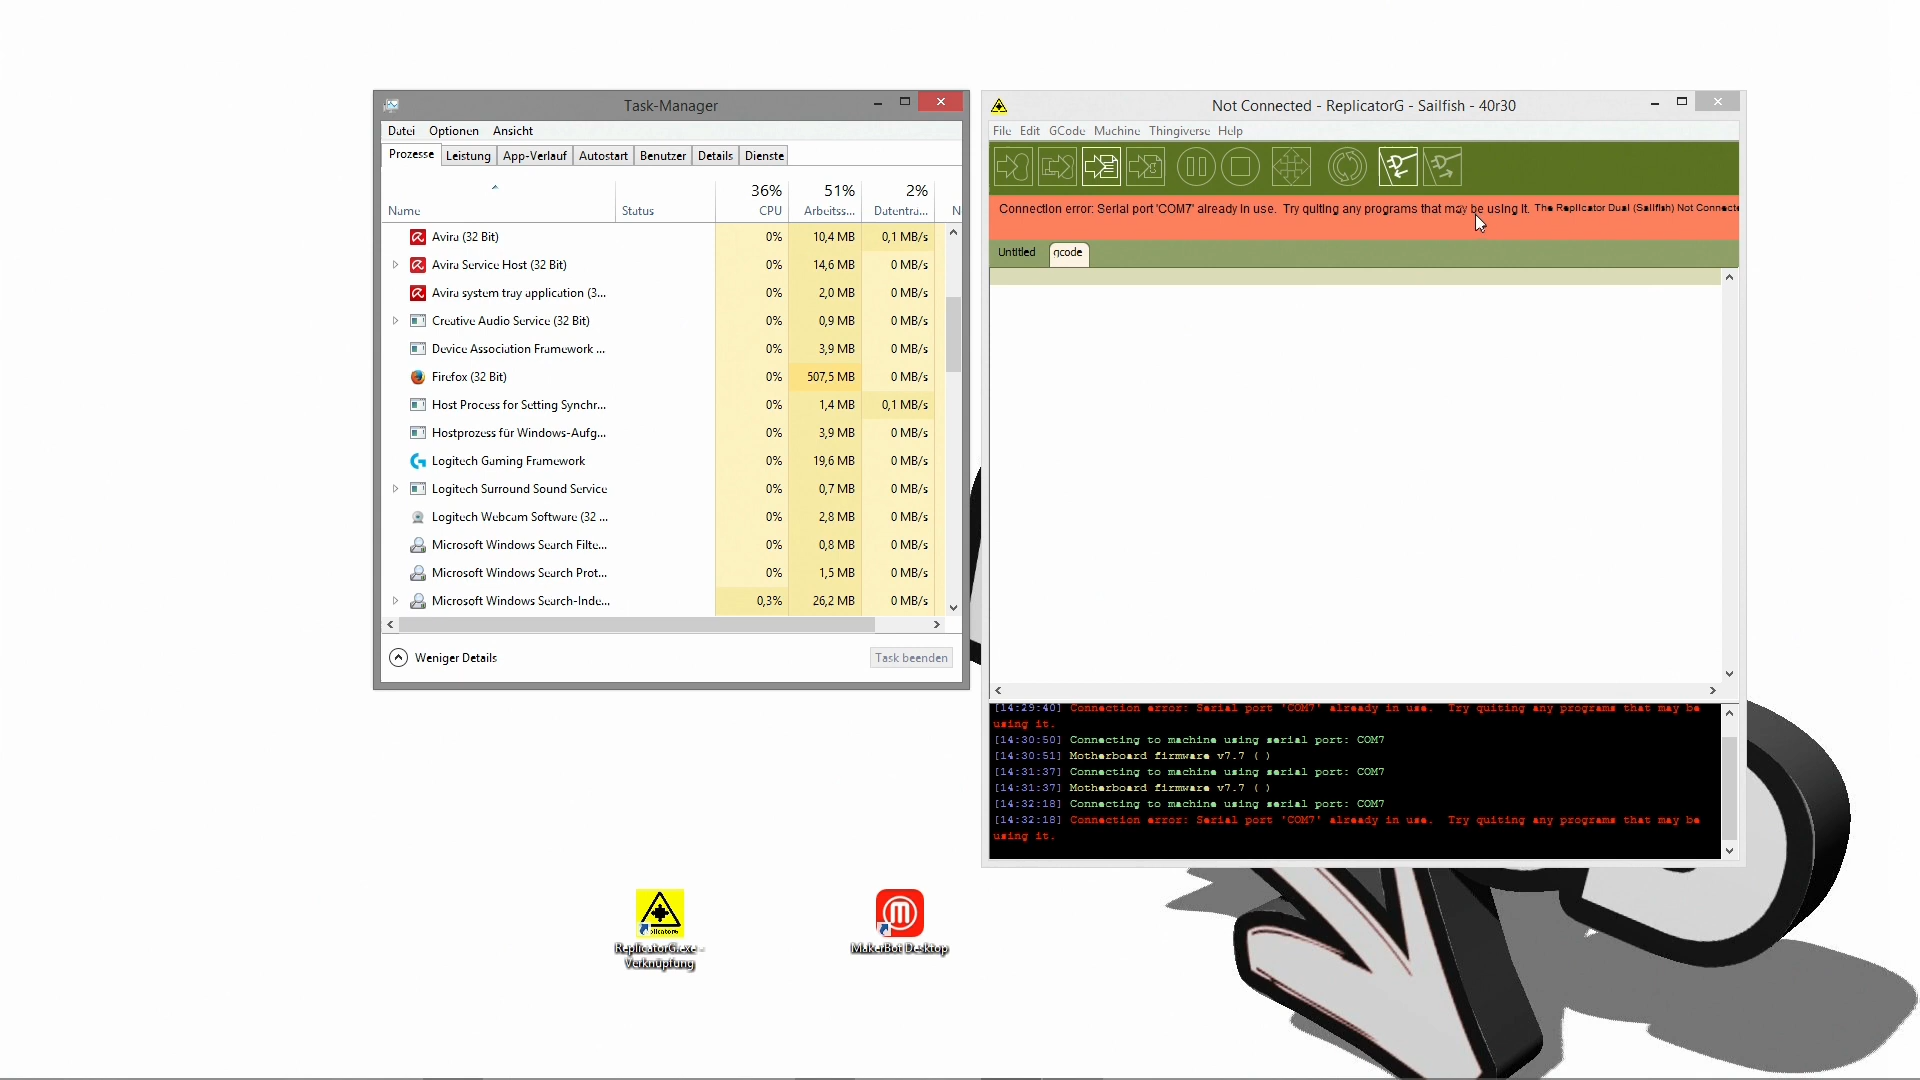 Task-Manager
Datei Optionen Ansicht
Prozesse Leistung App-Verlauf Autostart Benutzer Details Dienste
36% 51% 2%
Name Status CPU Arbeitss... Datentra... N
Avira (32 Bit) 0% 10,4 MB 0,1 MB/s
Avira Service Host (32 Bit) 0% 14,6 MB 0 MB/s
Avira system tray application (3... 0% 2,0 MB 0 MB/s
Creative Audio Service (32 Bit) 0% 0,9 MB 0 MB/s
Device Association Framework ... 0% 3,9 MB 0 MB/s
Firefox (32 Bit) 0% 507,5 MB 0 MB/s
Host Process for Setting Synchr... 0% 1,4 MB 0,1 MB/s
Hostprozess für Windows-Aufg... 0% 3,9 MB 0 MB/s
Logitech Gaming Framework 0% 19,6 MB 0 MB/s
Logitech Surround Sound Service 0% 0,7 MB 0 MB/s
Logitech Webcam Software (32 ... 0% 2,8 MB 0 MB/s
Microsoft Windows Search Filte... 0% 0,8 MB 0 MB/s
Microsoft Windows Search Prot... 0% 1,5 MB 0 MB/s
Microsoft Windows Search-Inde... 0,3% 26,2 MB 0 MB/s
Weniger Details Task beenden
Not Connected - ReplicatorG - Sailfish - 40r30
File Edit GCode Machine Thingiverse Help
Connection error: Serial port 'COM7' already in use. Try quiting any programs that may be using it. The Replicator Dual (Sailfish) Not Connecte
Untitled gcode
[14:29:40] Connection error: Serial port 'COM7' already in use. Try quiting any programs that may be
using it.
[14:30:50] Connecting to machine using serial port: COM7
[14:30:51] Motherboard firmware v7.7 ( )
[14:31:37] Connecting to machine using serial port: COM7
[14:31:37] Motherboard firmware v7.7 ( )
[14:32:18] Connecting to machine using serial port: COM7
[14:32:18] Connection error: Serial port 'COM7' already in use. Try quiting any programs that may be
using it.
ReplicatorG.exe -
Verknüpfung
MakerBot Desktop